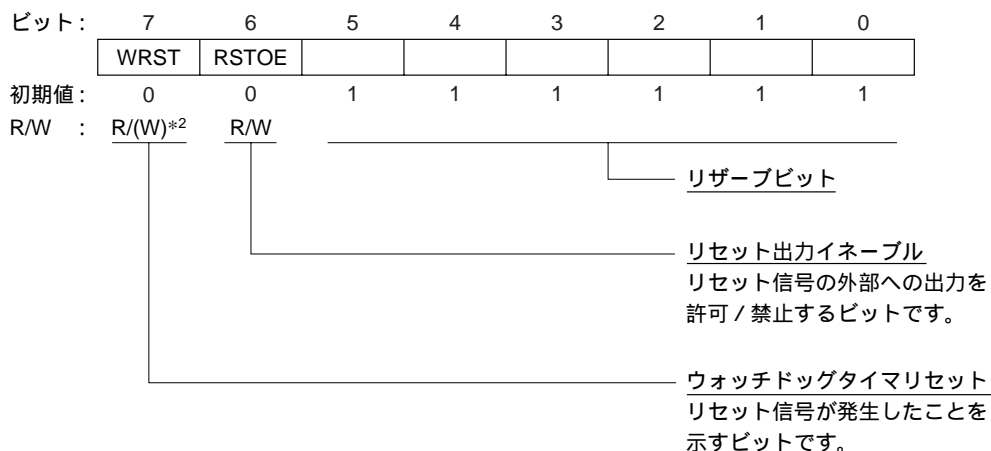 ビット: 7 6 5 4 3 2 1 0
WRST RSTOE
初期値: 0 0 1 1 1 1 1 1
R/W : R/(W)*2 R/W
リザーブビット
リセット出力イネーブル
リセット信号の外部への出力を
許可 / 禁止するビットです。
ウォッチドッグタイマリセット
リセット信号が発生したことを
示すビットです。